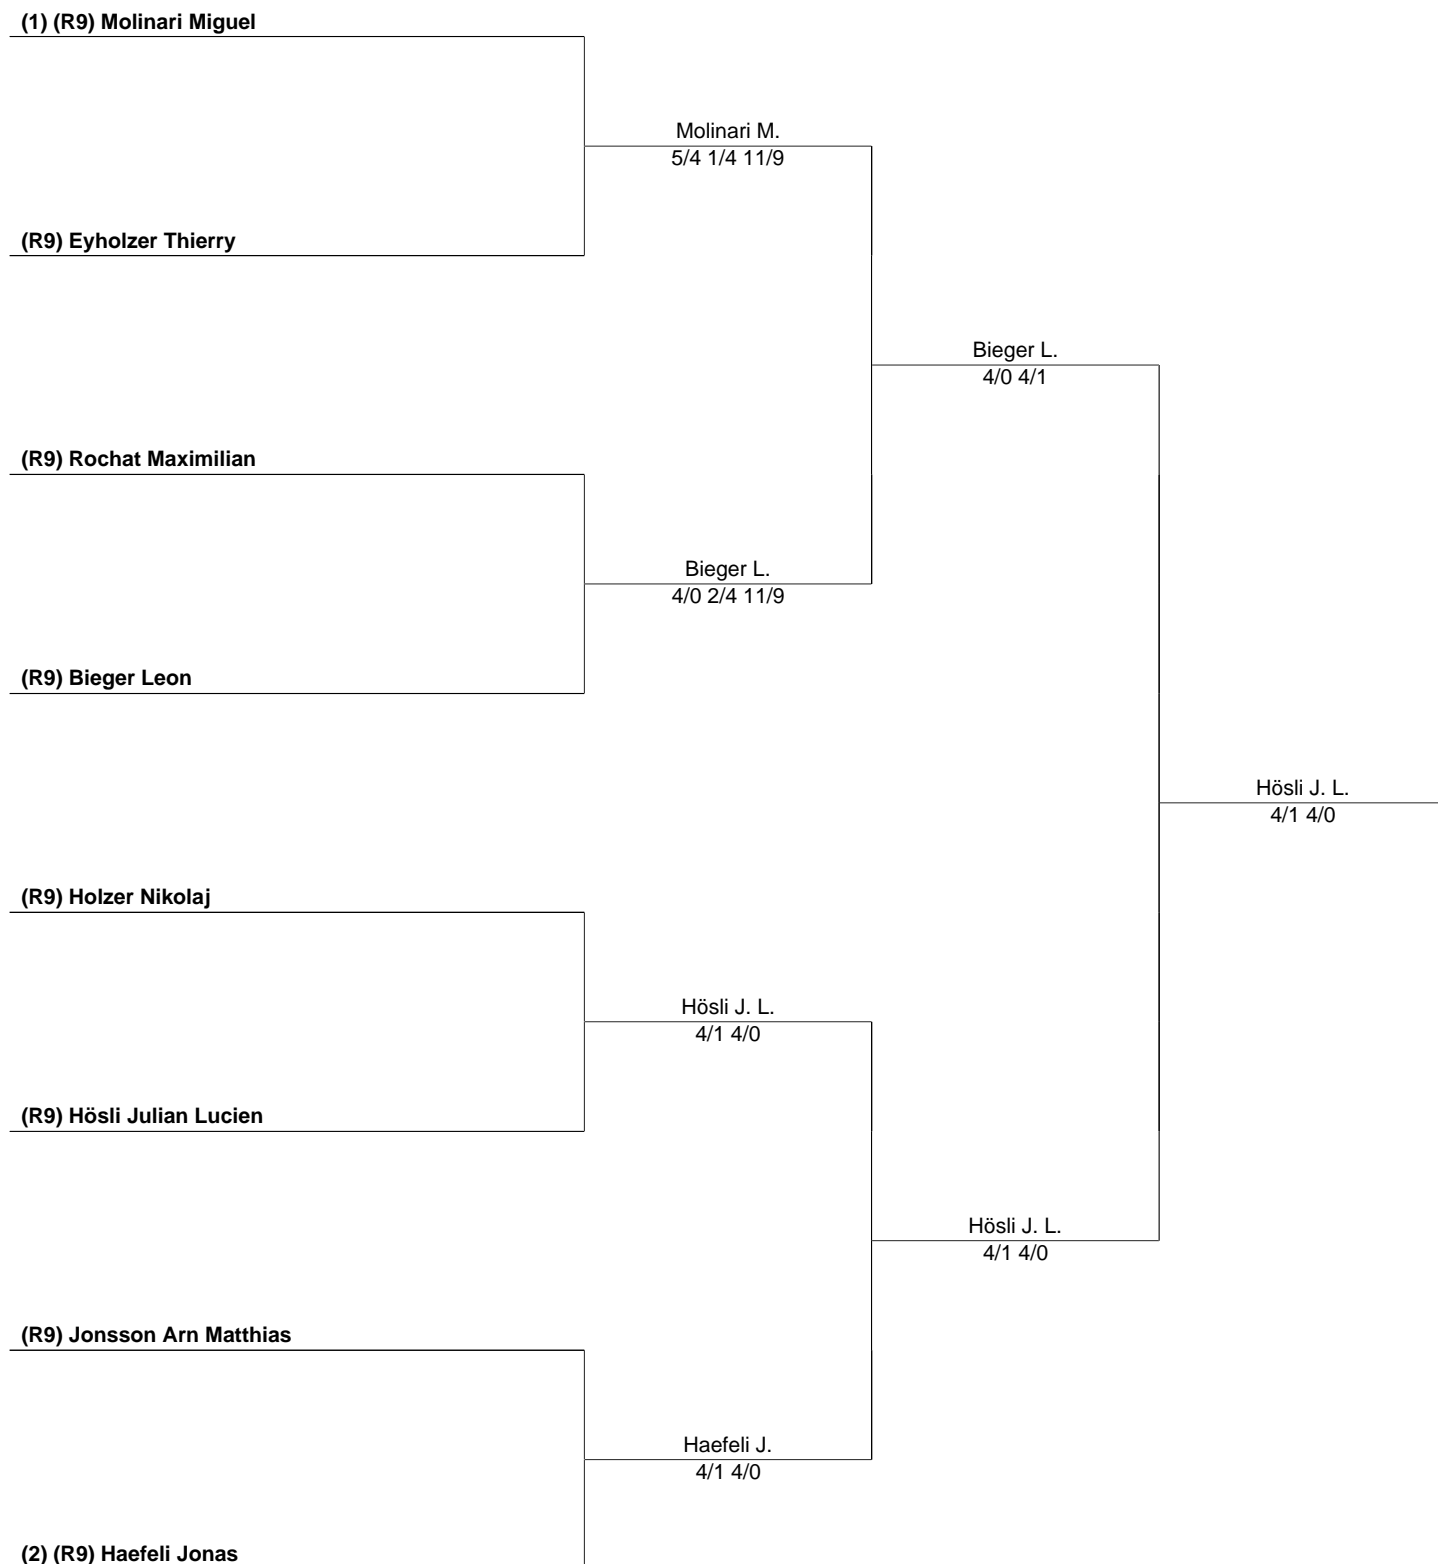 (1) (R9) Molinari Miguel
Molinari M.
5/4 1/4 11/9
(R9) Eyholzer Thierry
Bieger L.
4/0 4/1
(R9) Rochat Maximilian
Bieger L.
4/0 2/4 11/9
(R9) Bieger Leon
Hösli J. L.
4/1 4/0
(R9) Holzer Nikolaj
Hösli J. L.
4/1 4/0
(R9) Hösli Julian Lucien
Hösli J. L.
4/1 4/0
(R9) Jonsson Arn Matthias
Haefeli J.
4/1 4/0
(2) (R9) Haefeli Jonas